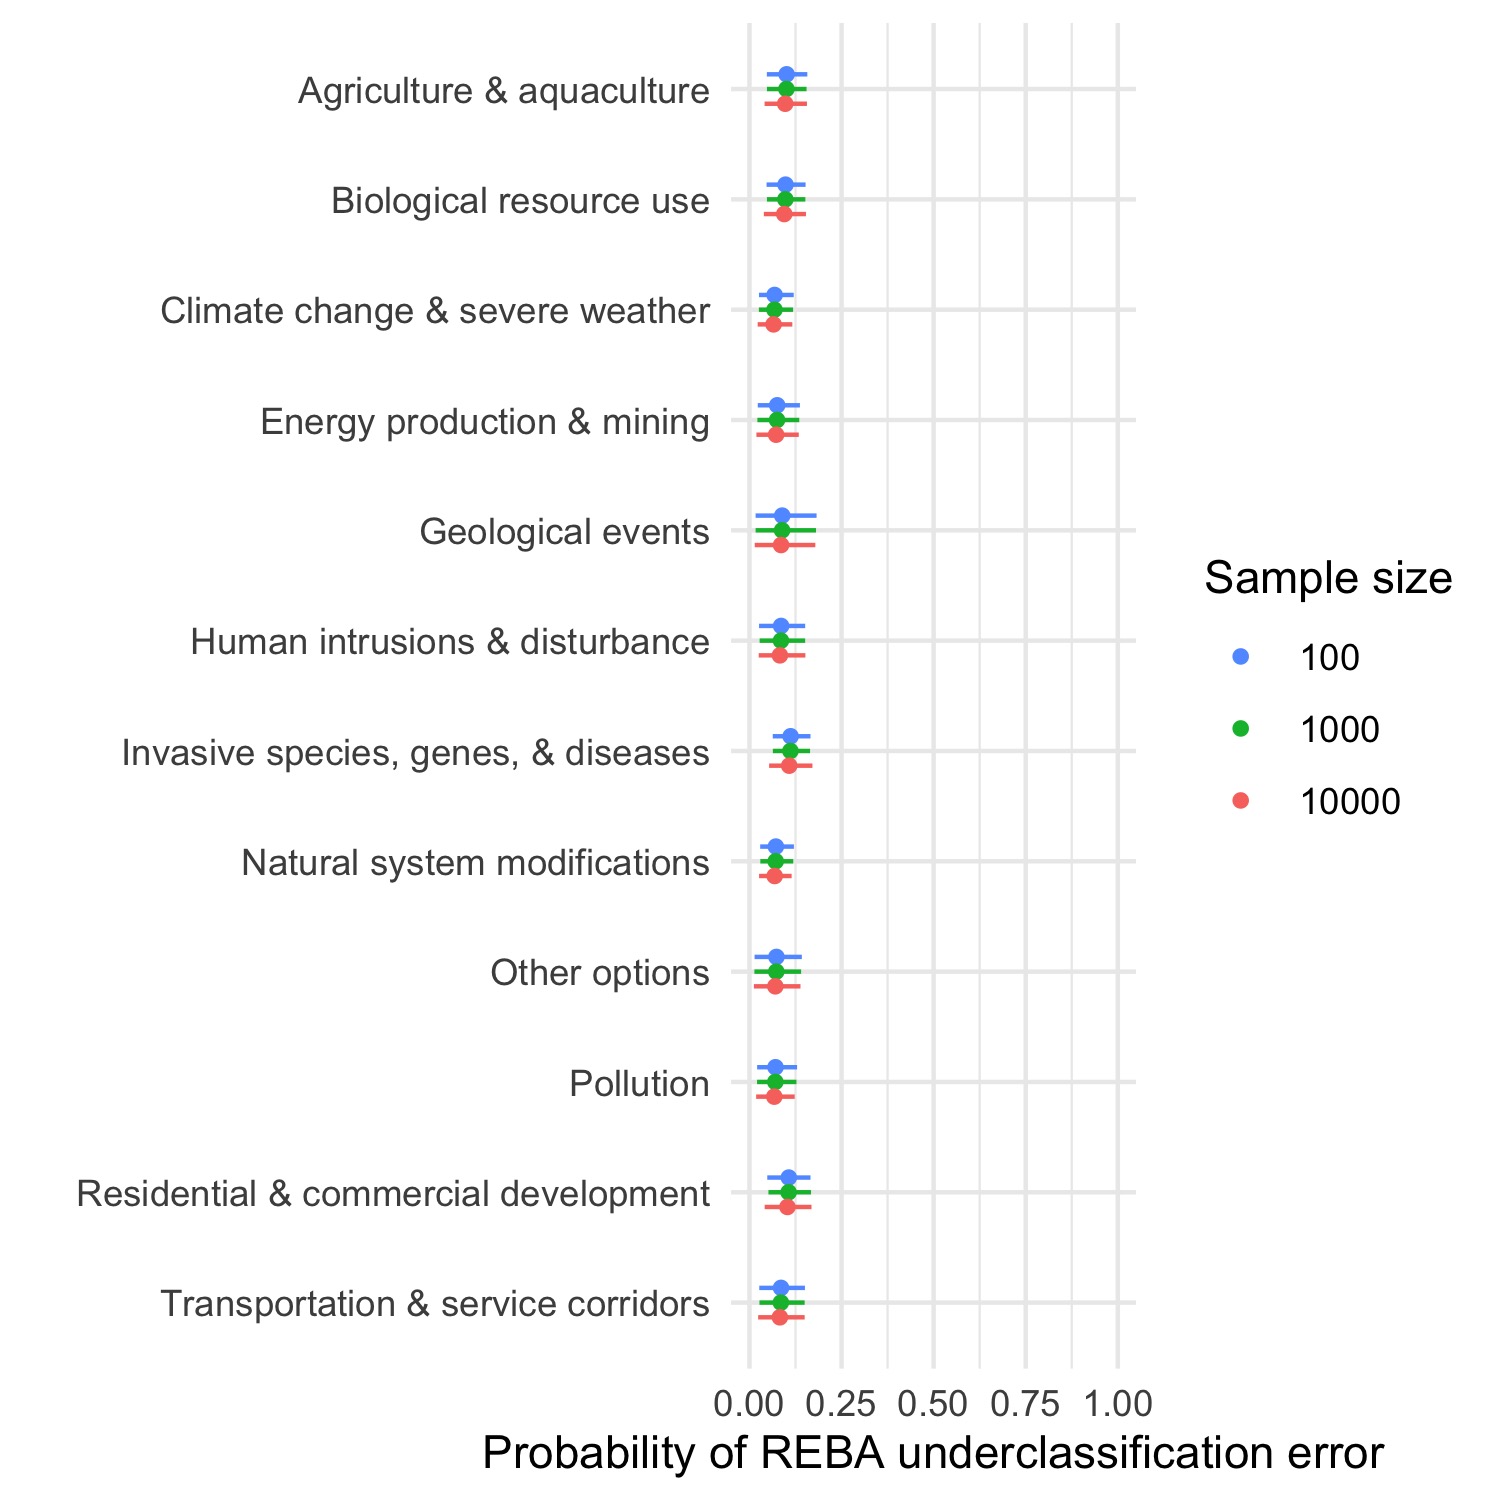 Agriculture & aquaculture
Biological resource use
Climate change & severe weather
Energy production & mining
Geological events
Human intrusions & disturbance
Invasive species, genes, & diseases
Natural system modifications
Other options
Pollution
Residential & commercial development
Transportation & service corridors
0.00 0.25 0.50 0.75 1.00
Probability of REBA underclassification error
Sample size
100
1000
10000